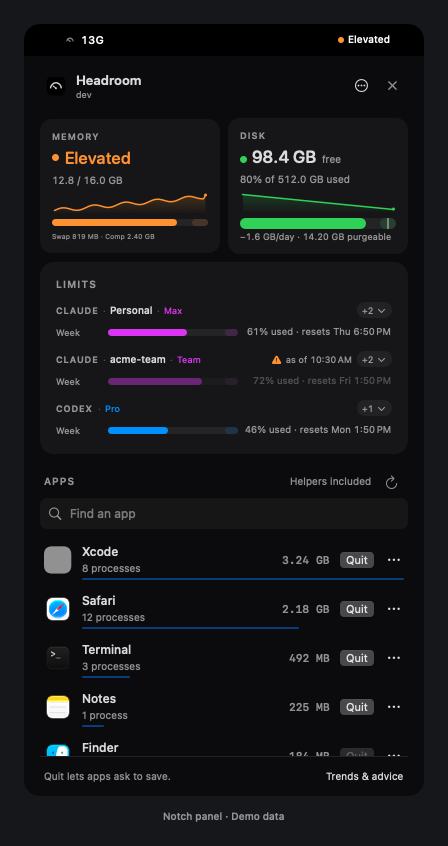 13G
Elevated
Headroom
dev
MEMORY
Elevated
12.8 / 16.0 GB
Swap 819 MB · Comp 2.40 GB
DISK
98.4 GB free
80% of 512.0 GB used
−1.6 GB/day · 14.20 GB purgeable
LIMITS
CLAUDE · Personal · Max +2
Week 61% used · resets Thu 6:50 PM
CLAUDE · acme-team · Team as of 10:30 AM +2
Week 72% used · resets Fri 1:50 PM
CODEX · Pro +1
Week 46% used · resets Mon 1:50 PM
APPS Helpers included
Find an app
Xcode 3.24 GB Quit
8 processes
Safari 2.18 GB Quit
12 processes
>_
Terminal 492 MB Quit
3 processes
Notes 225 MB Quit
1 process
Finder 184 MB Quit
Quit lets apps ask to save. Trends & advice
Notch panel · Demo data